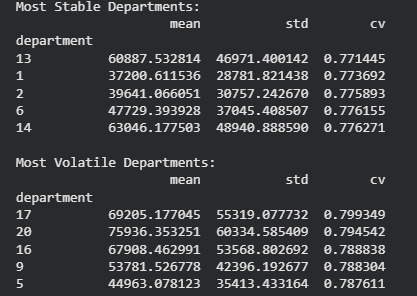 Most Stable Departments:
mean std cv
department
13 60887.532814 46971.400142 0.771445
1 37200.611536 28781.821438 0.773692
2 39641.066051 30757.242670 0.775893
6 47729.393928 37045.408507 0.776155
14 63046.177503 48940.888590 0.776271
Most Volatile Departments:
mean std cv
department
17 69205.177045 55319.077732 0.799349
20 75936.353251 60334.585409 0.794542
16 67908.462991 53568.802692 0.788838
9 53781.526778 42396.192677 0.788304
5 44963.078123 35413.433164 0.787611